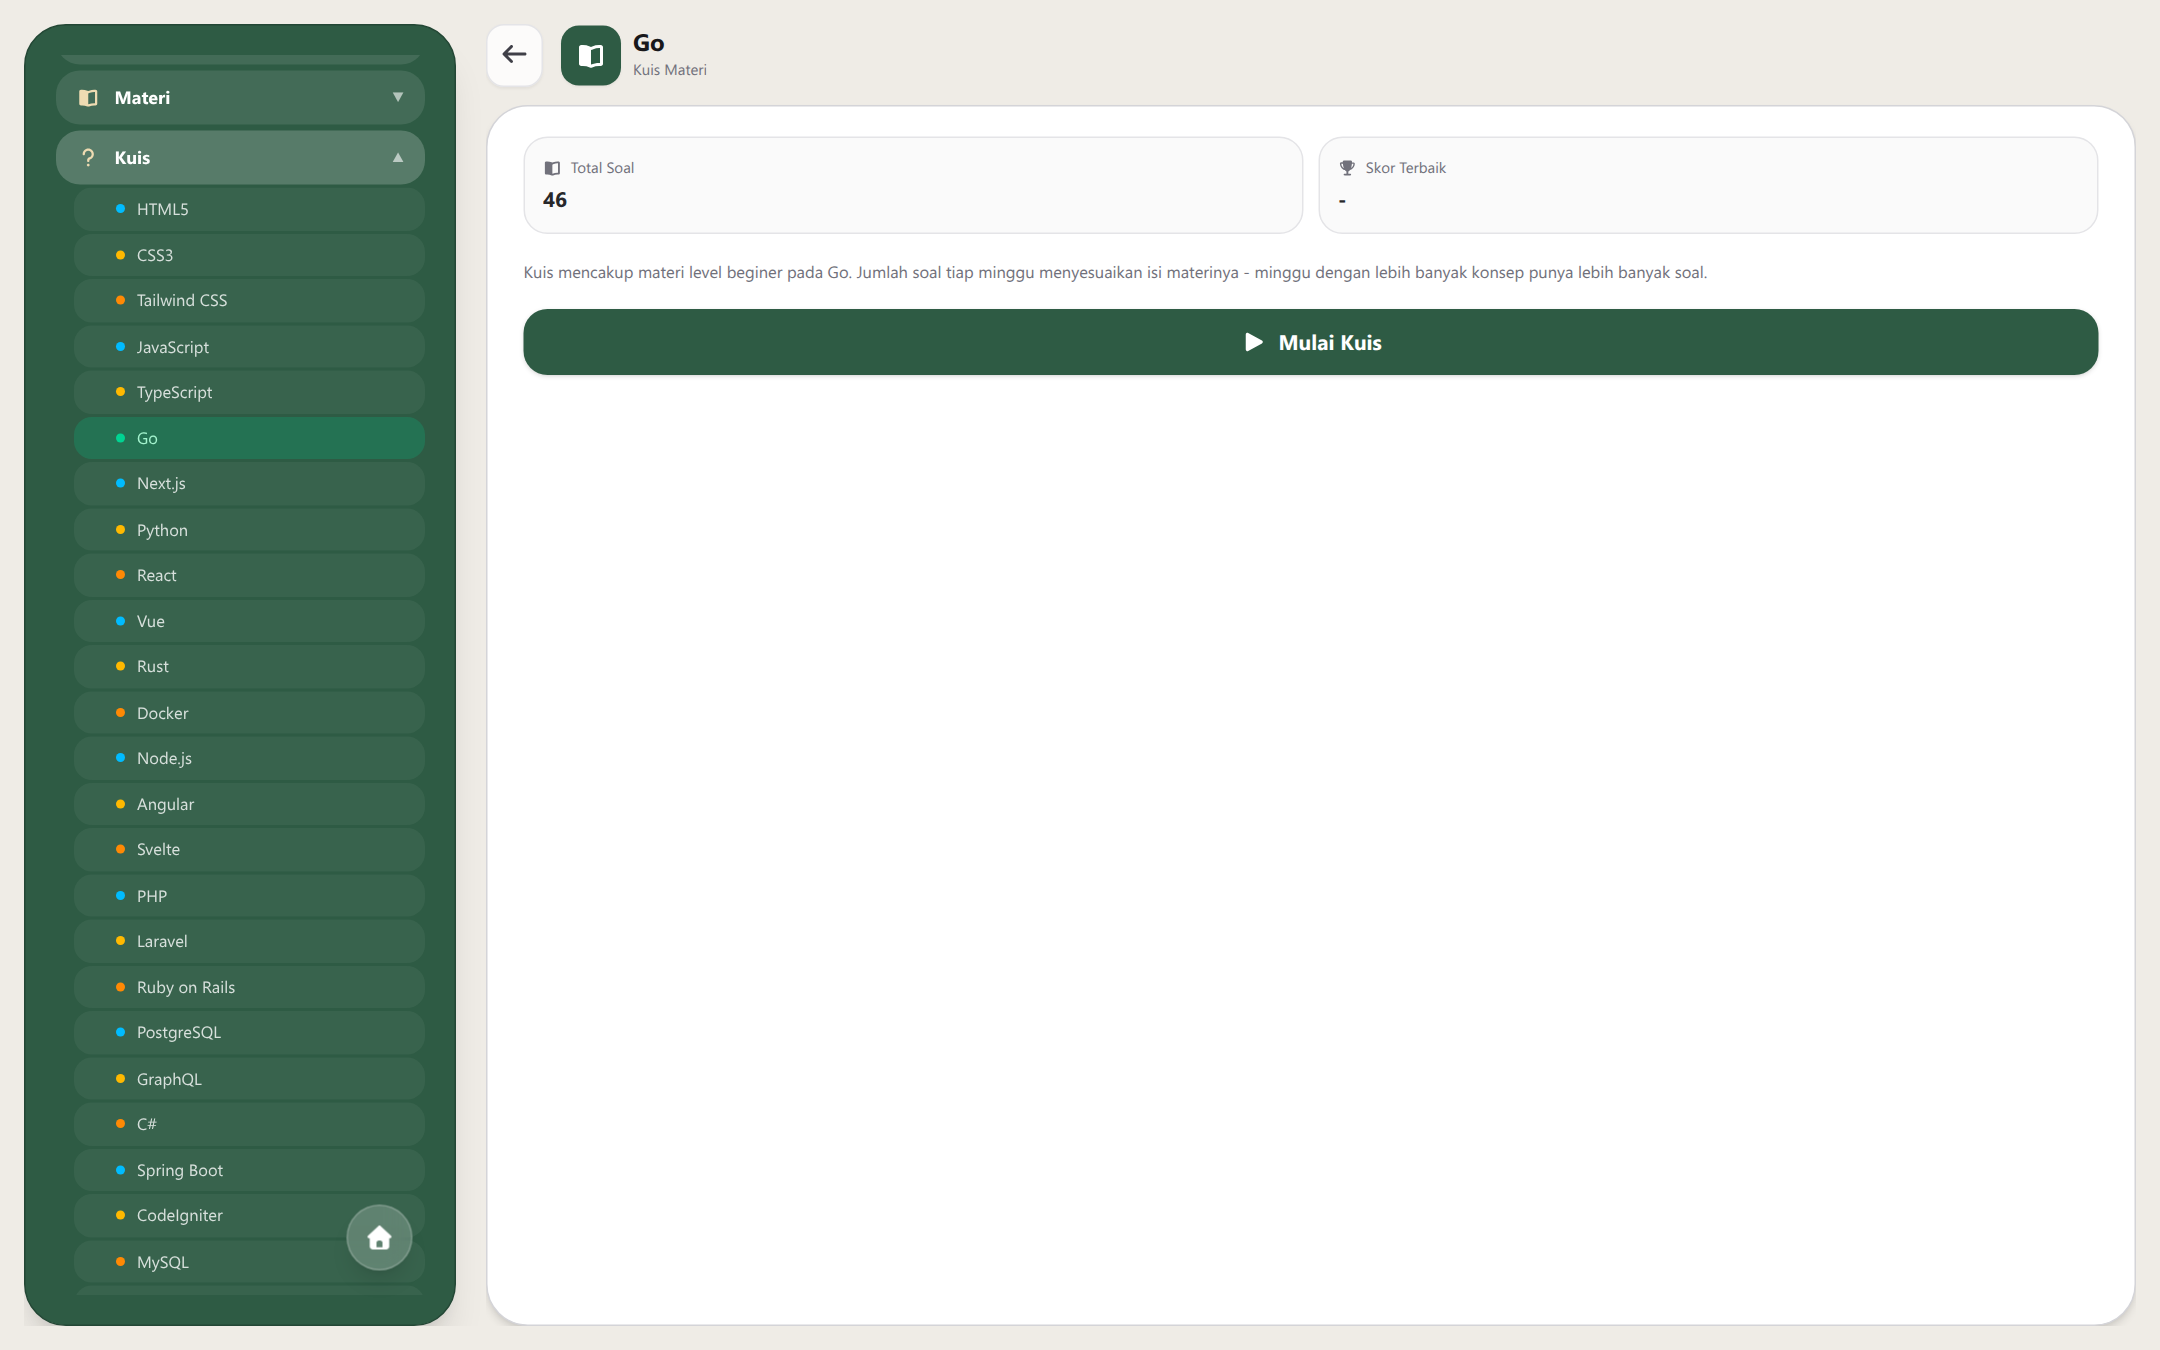 Materi
Kuis
HTML5
CSS3
Tailwind CSS
JavaScript
TypeScript
Go
Next.js
Python
React
Vue
Rust
Docker
Node.js
Angular
Svelte
PHP
Laravel
Ruby on Rails
PostgreSQL
GraphQL
C#
Spring Boot
CodeIgniter
MySQL
Go
Kuis Materi
Total Soal
46
Skor Terbaik
-
Kuis mencakup materi level beginer pada Go. Jumlah soal tiap minggu menyesuaikan isi materinya - minggu dengan lebih banyak konsep punya lebih banyak soal.
Mulai Kuis